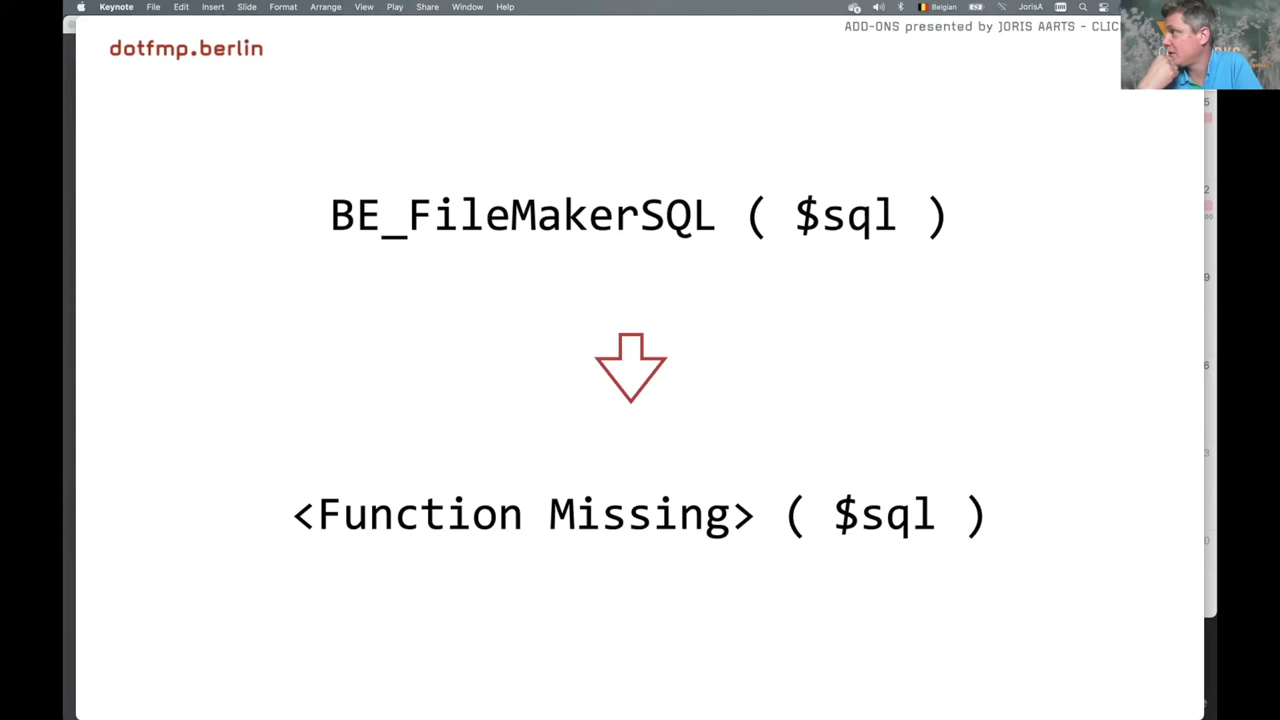 Keynote File Edit Insert Slide Format Arrange View Play Share Window Help Belgian JorisA
ADD-ONS presented by JORIS AARTS - CLIC
dotfmp.berlin
BE_FileMakerSQL ( $sql )
<Function Missing> ( $sql )